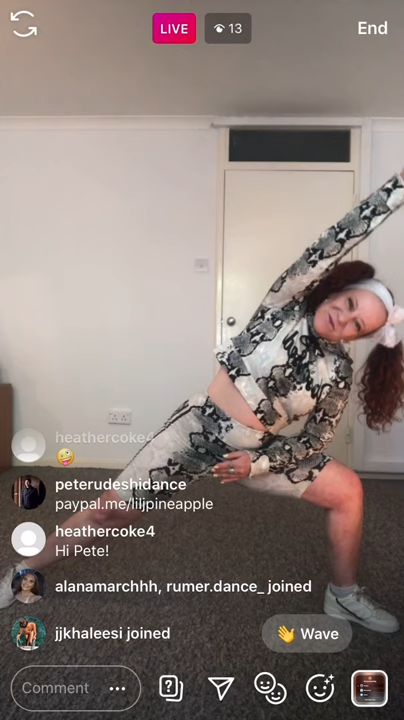 LIVE
13
End
heathercoke4
🤪
peterudeshidance
paypal.me/liljpineapple
heathercoke4
Hi Pete!
alanamarchhh, rumer.dance_ joined
jjkhaleesi joined
👋 Wave
Comment